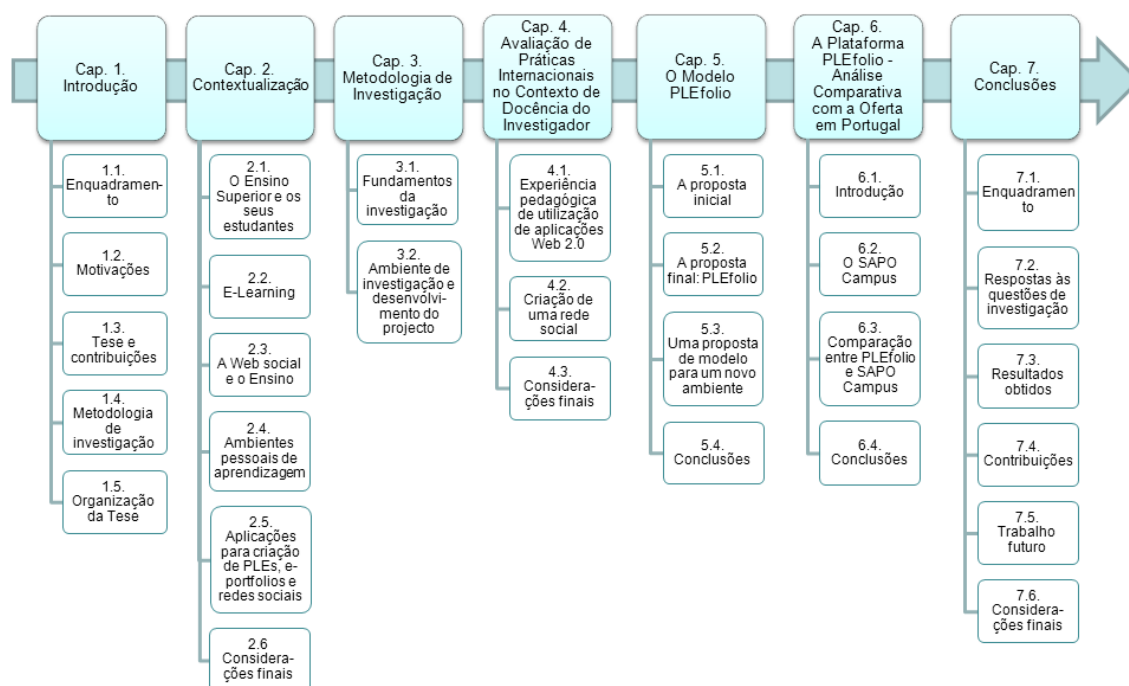 Cap. 1.
Introdução
1.1.
Enquadramen-
to
1.2.
Motivações
1.3.
Tese e
contribuições
1.4.
Metodologia
de
investigação
1.5.
Organização
da Tese
Cap. 2.
Contextualização
2.1.
O Ensino
Superior e os
seus
estudantes
2.2.
E-Learning
2.3.
A Web social
e o Ensino
2.4.
Ambientes
pessoais de
aprendizagem
2.5.
Aplicações
para criação
de PLEs, e-
portfolios e
redes sociais
2.6
Considera-
ções finais
Cap. 3.
Metodologia de
Investigação
3.1.
Fundamentos
da
investigação
3.2.
Ambiente de
investigação e
desenvolvi-
mento do
projecto
Cap. 4.
Avaliação de
Práticas
Internacionais
no Contexto de
Docência do
Investigador
4.1.
Experiência
pedagógica
de utilização
de aplicações
Web 2.0
4.2.
Criação de
uma rede
social
4.3.
Considera-
ções finais
Cap. 5.
O Modelo
PLEfolio
5.1.
A proposta
inicial
5.2.
A proposta
final: PLEfolio
5.3.
Uma proposta
de modelo
para um novo
ambiente
5.4.
Conclusões
Cap. 6.
A Plataforma
PLEfolio -
Análise
Comparativa
com a Oferta
em Portugal
6.1.
Introdução
6.2.
O SAPO
Campus
6.3.
Comparação
entre PLEfolio
e SAPO
Campus
6.4.
Conclusões
Cap. 7.
Conclusões
7.1.
Enquadramen
to
7.2.
Respostas às
questões de
investigação
7.3.
Resultados
obtidos
7.4.
Contribuições
7.5.
Trabalho
futuro
7.6.
Considera-
ções finais